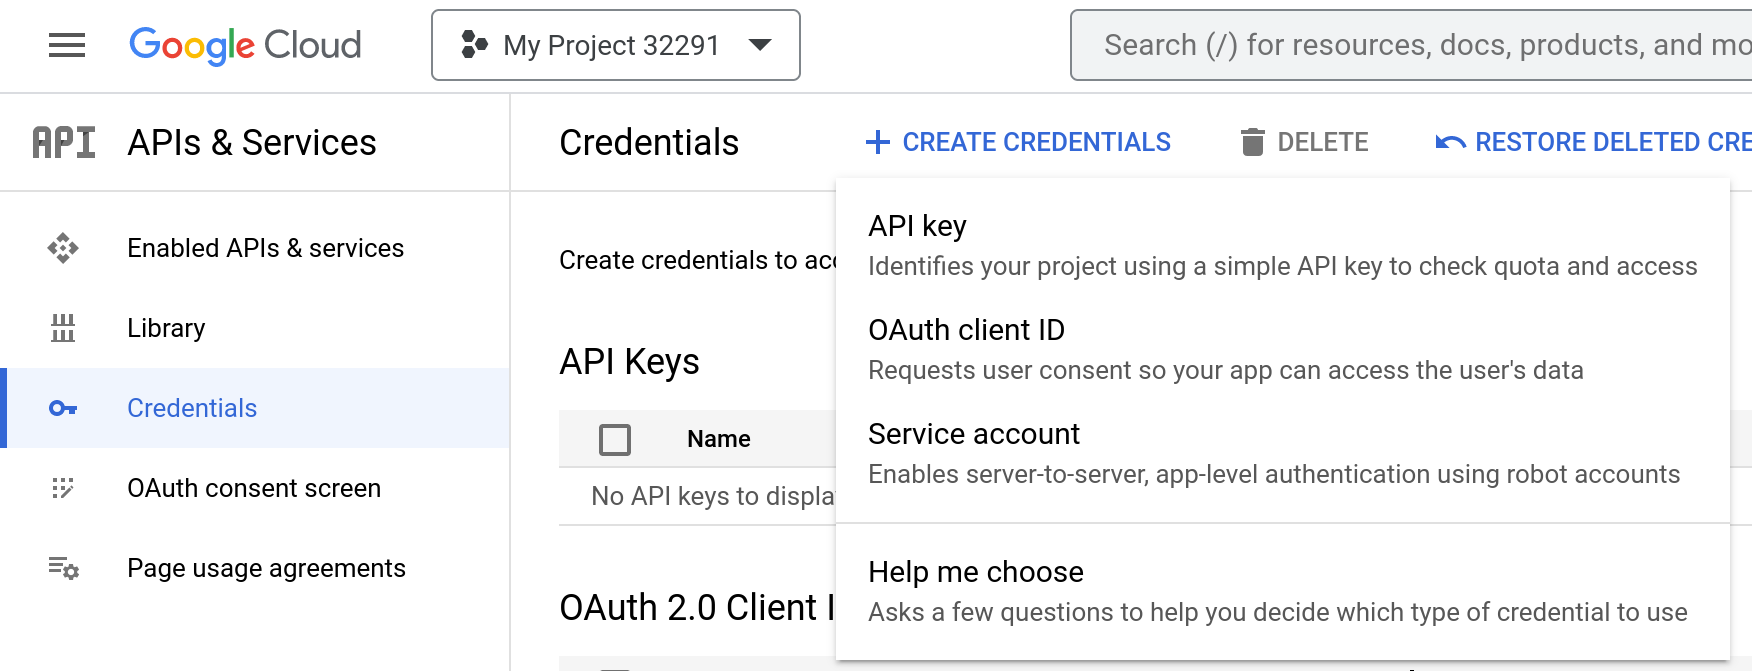 Google Cloud
My Project 32291
Search (/) for resources, docs, products, and mo
API
APIs & Services
Credentials
CREATE CREDENTIALS
DELETE
RESTORE DELETED CRE
Enabled APIs & services
Library
Credentials
OAuth consent screen
Page usage agreements
Create credentials to acc
API Keys
Name
No API keys to displa
OAuth 2.0 Client I
API key
Identifies your project using a simple API key to check quota and access
OAuth client ID
Requests user consent so your app can access the user's data
Service account
Enables server-to-server, app-level authentication using robot accounts
Help me choose
Asks a few questions to help you decide which type of credential to use